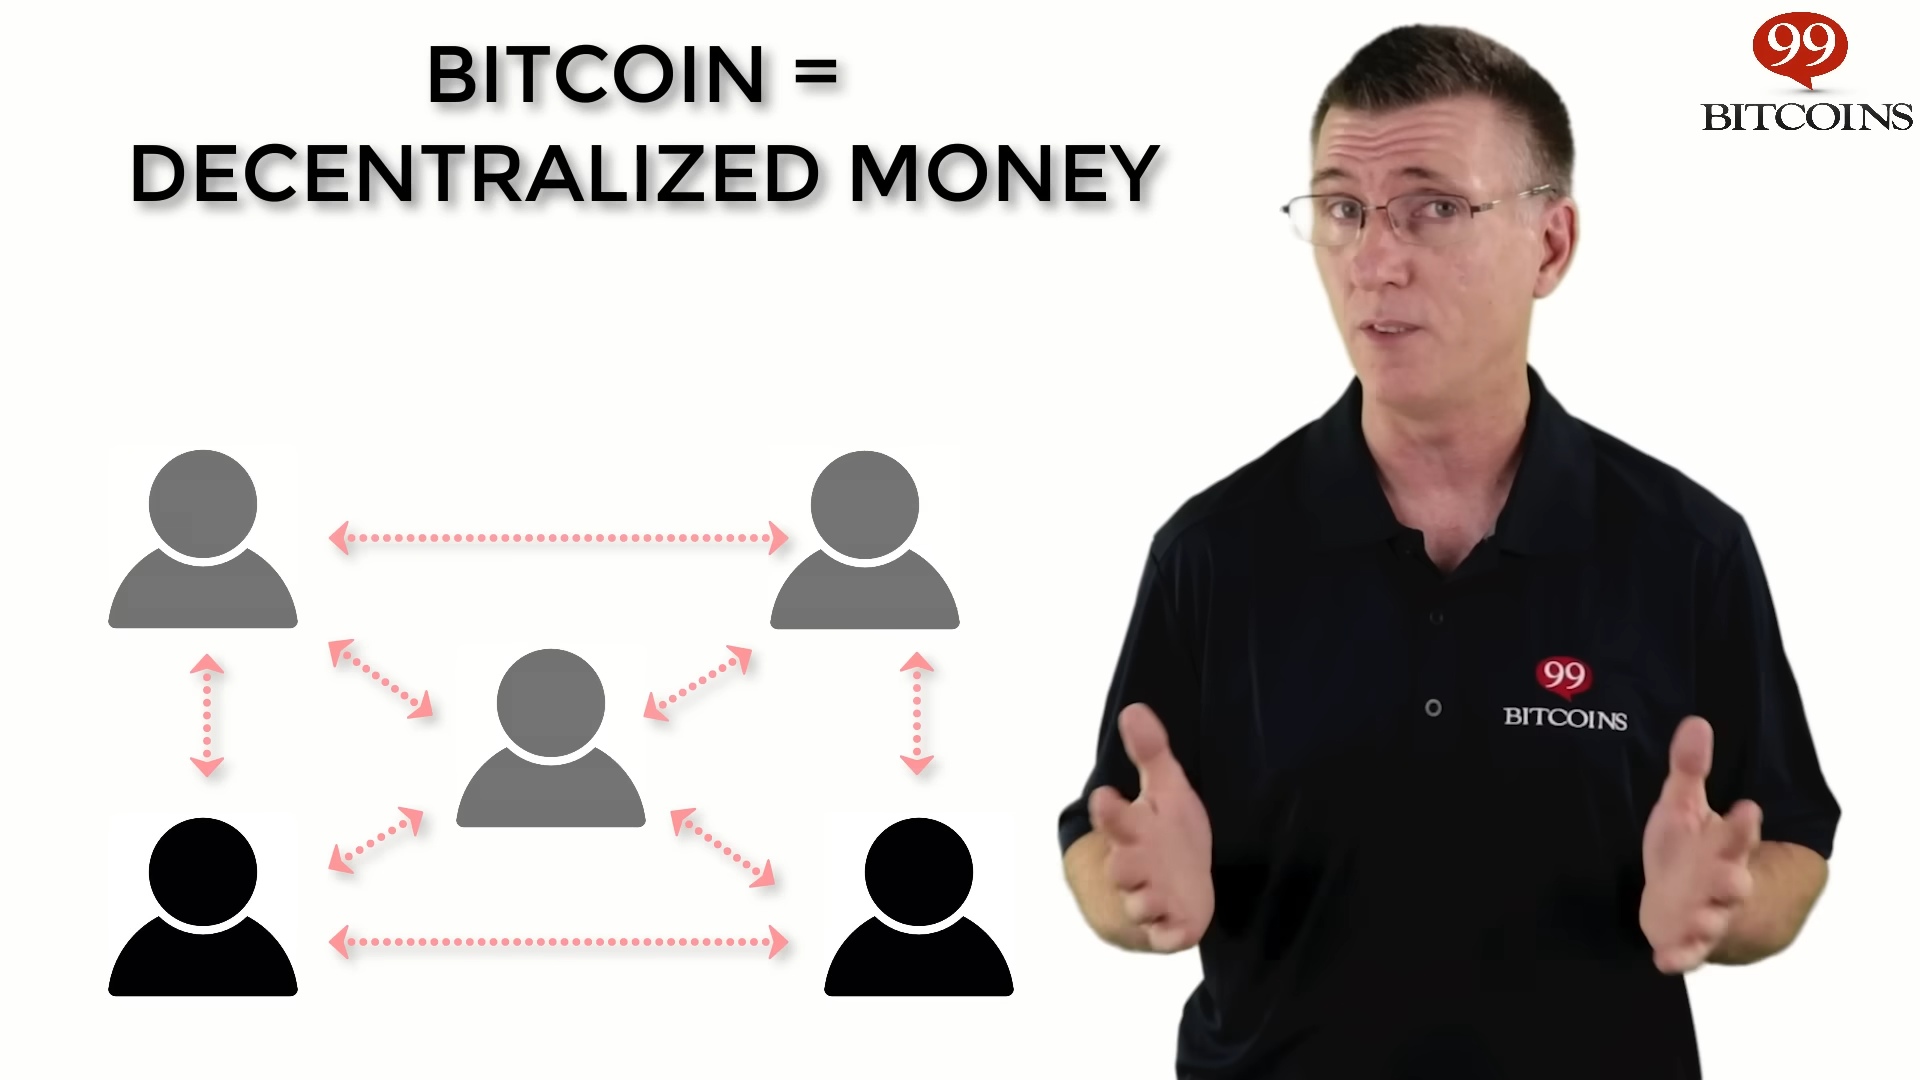 BITCOIN =
DECENTRALIZED MONEY
99
BITCOINS
99
BITCOINS